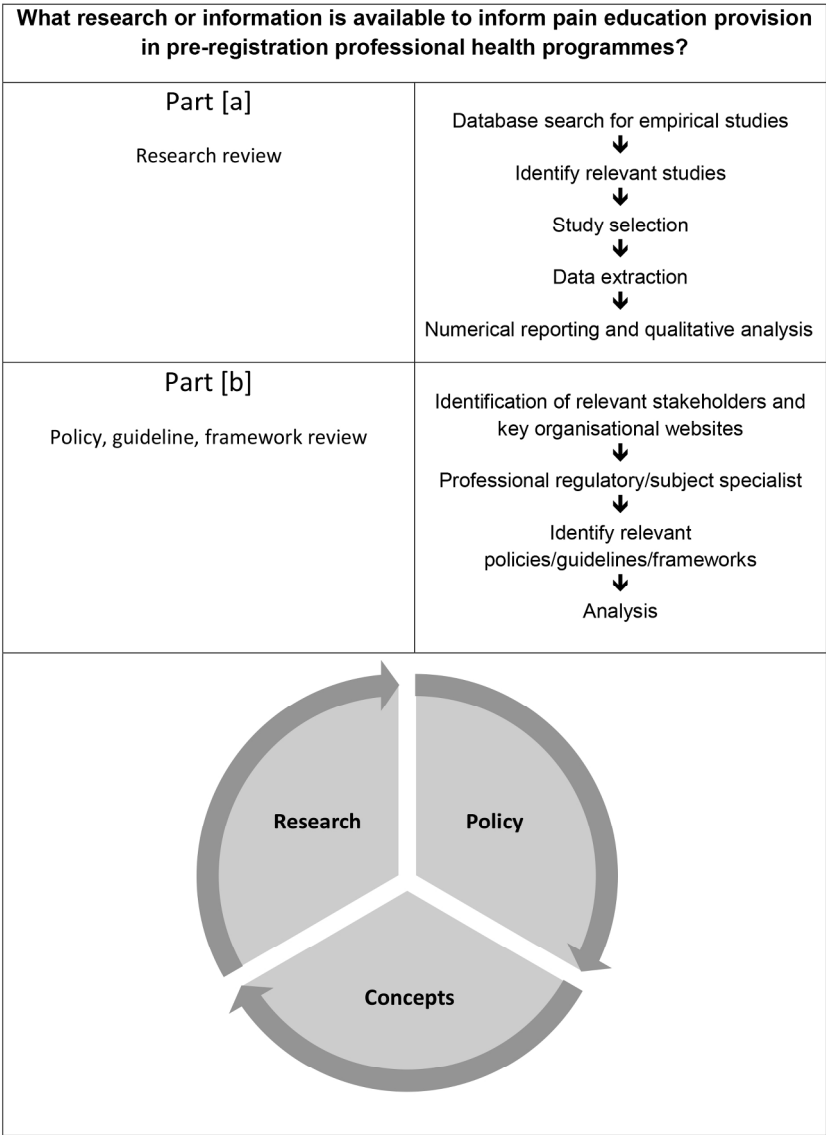 What research or information is available to inform pain education provision
in pre-registration professional health programmes?
Part [a]
Research review
Database search for empirical studies
Identify relevant studies
Study selection
Data extraction
Numerical reporting and qualitative analysis
Part [b]
Policy, guideline, framework review
Identification of relevant stakeholders and
key organisational websites
Professional regulatory/subject specialist
Identify relevant
policies/guidelines/frameworks
Analysis
Research
Policy
Concepts